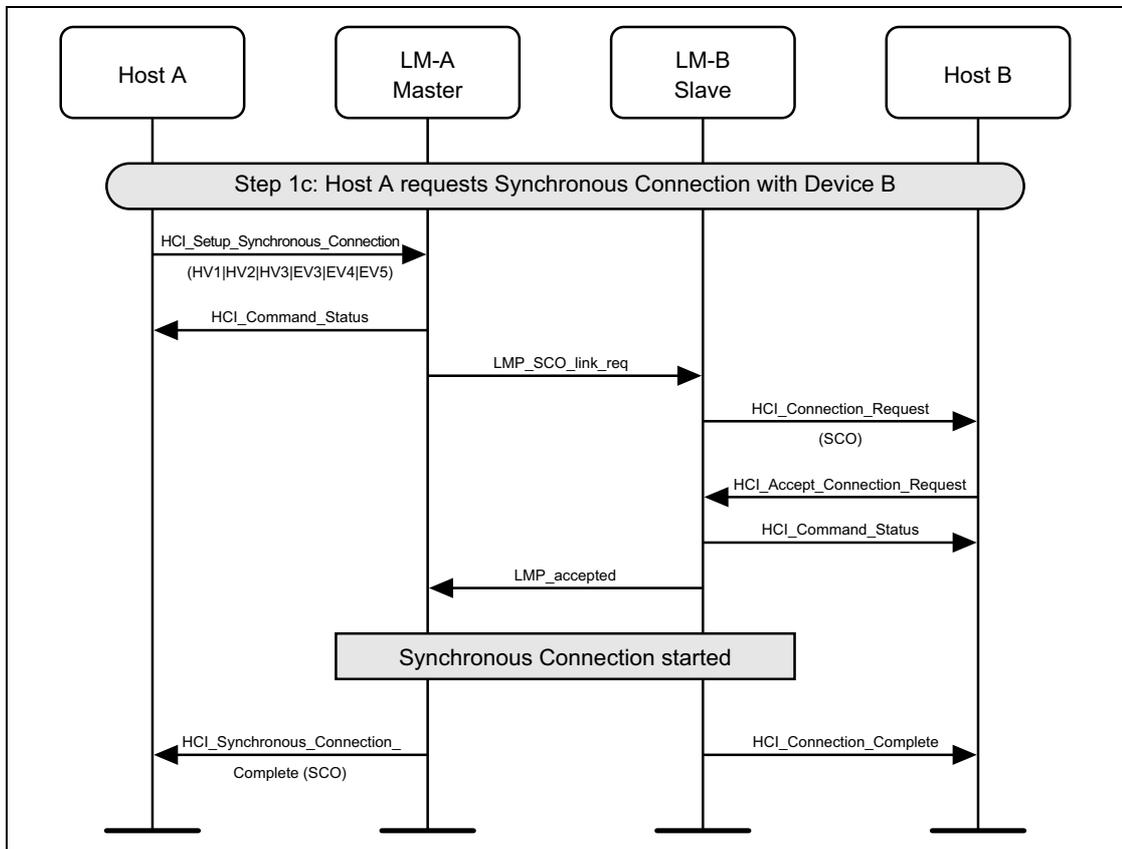 Host A
LM-A
Master
LM-B
Slave
Host B
Step 1c: Host A requests Synchronous Connection with Device B
HCI_Setup_Synchronous_Connection
(HV1|HV2|HV3|EV3|EV4|EV5)
HCI_Command_Status
LMP_SCO_link_req
HCI_Connection_Request
(SCO)
HCI_Accept_Connection_Request
HCI_Command_Status
LMP_accepted
Synchronous Connection started
HCI_Synchronous_Connection_
Complete (SCO)
HCI_Connection_Complete